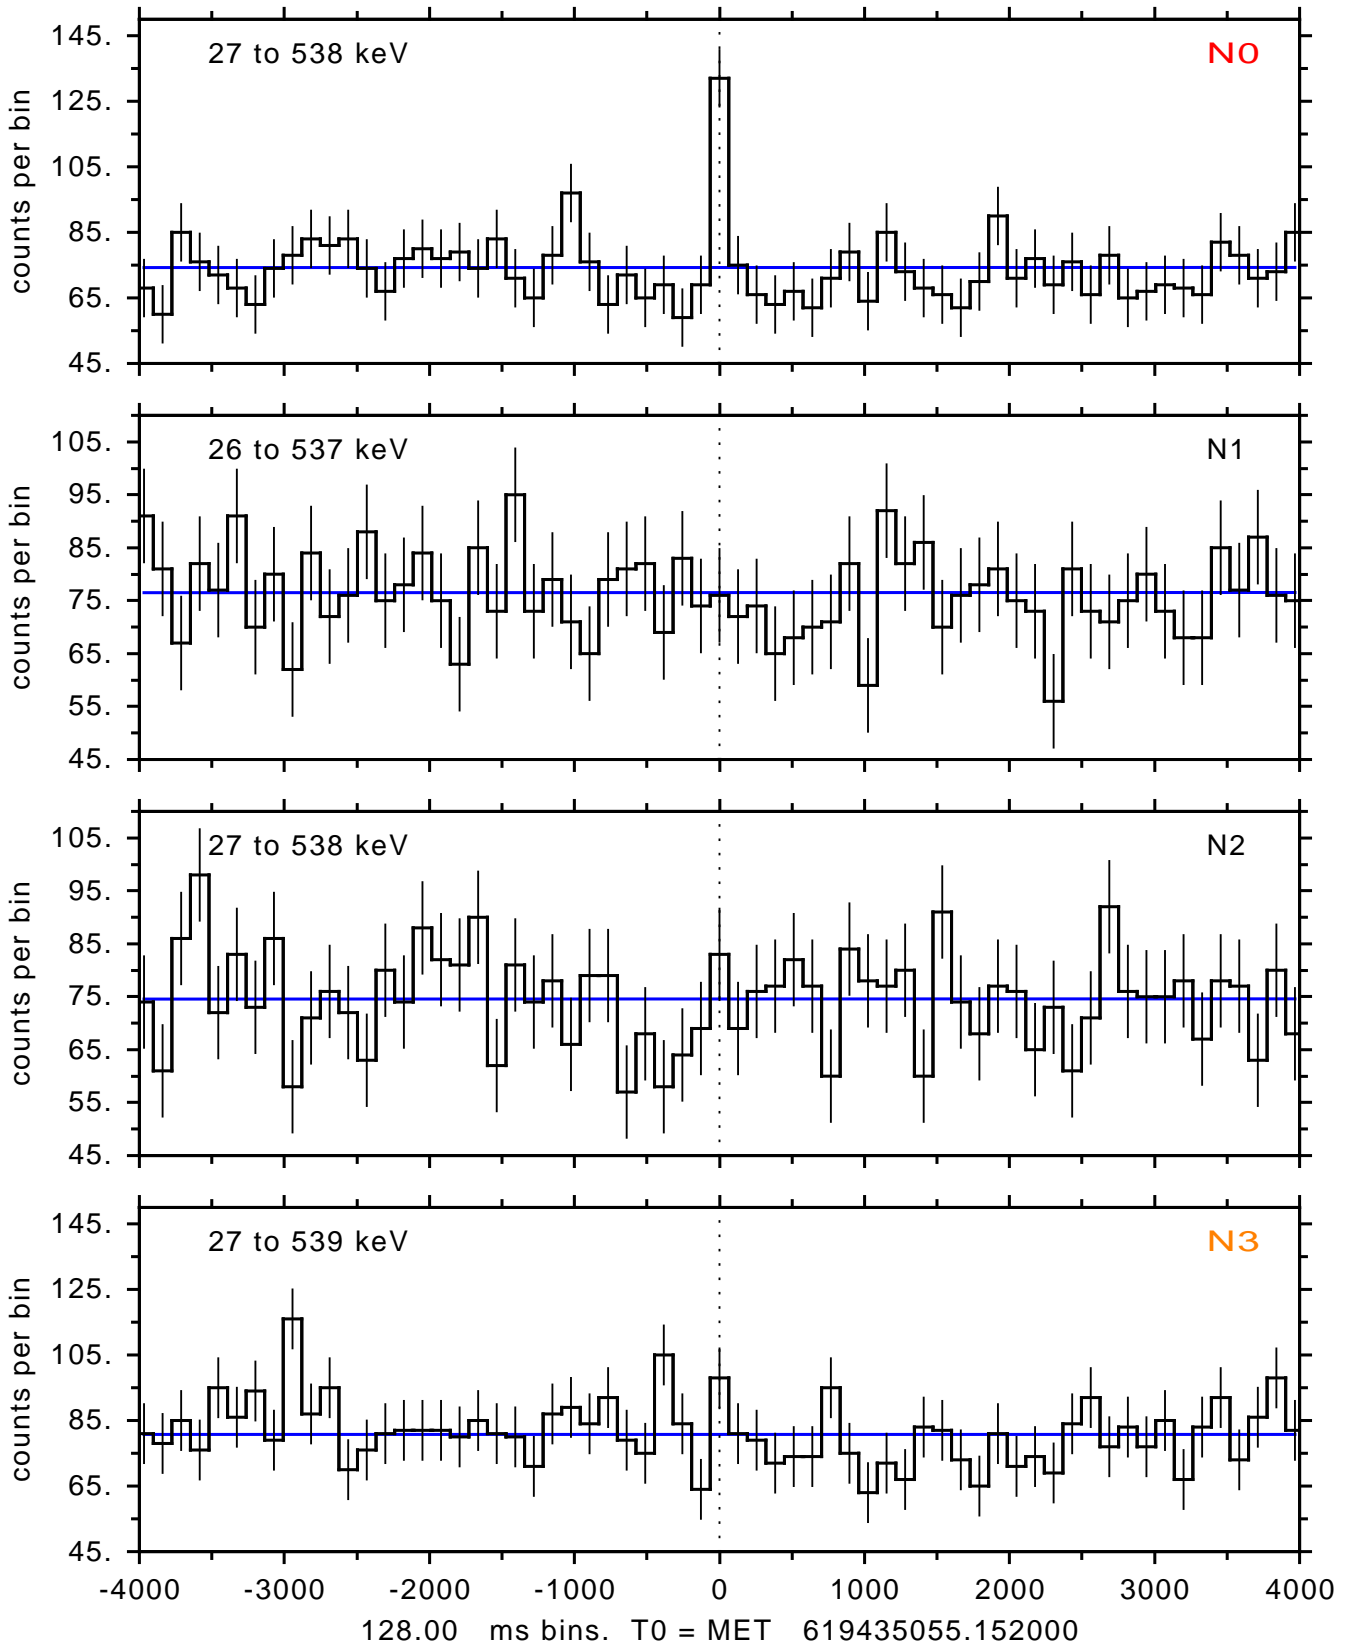 27 to 538 keV N0
145.
125.
105.
85.
65.
45.
counts per bin
26 to 537 keV N1
105.
95.
85.
75.
65.
55.
45.
counts per bin
27 to 538 keV N2
105.
95.
85.
75.
65.
55.
45.
counts per bin
27 to 539 keV N3
145.
125.
105.
85.
65.
45.
counts per bin
-4000 -3000 -2000 -1000 0 1000 2000 3000 4000
128.00 ms bins. T0 = MET 619435055.152000